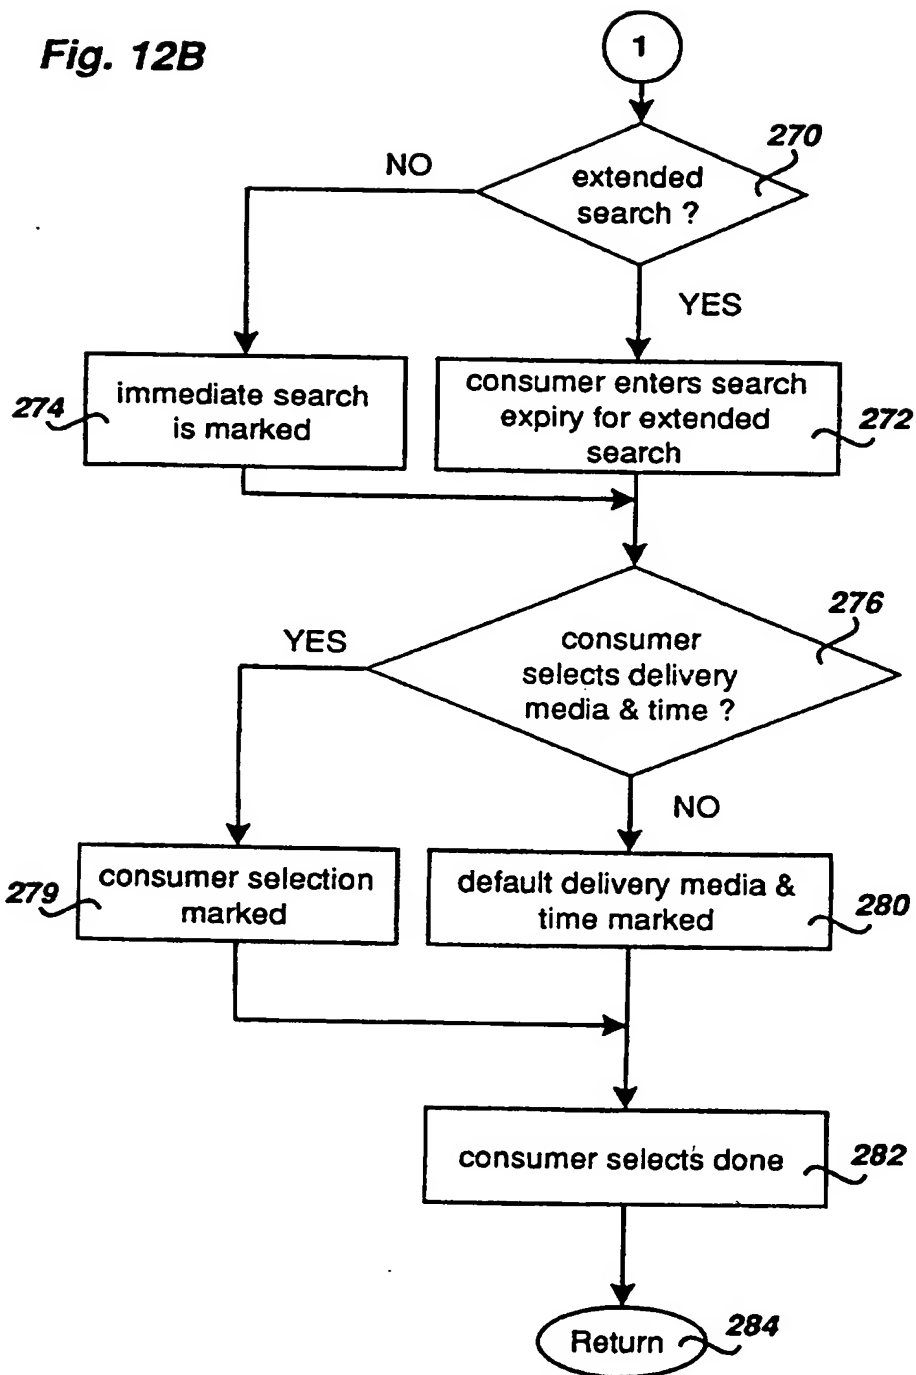 Fig. 12B
1
270
extended
search ?
NO
YES
274
immediate search
is marked
consumer enters search
expiry for extended
search
272
276
consumer
selects delivery
media & time ?
YES
NO
279
consumer selection
marked
default delivery media &
time marked
280
consumer selects done
282
Return
284